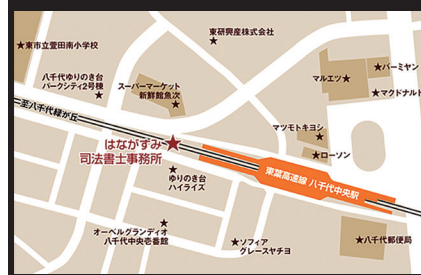 ★東研興産株式会社
★東市立萱田南小学校
★バーミヤン
マルエツ★
★マクドナルド
八千代ゆりのき台
パークシティ2号棟★
スーパーマーケット
新鮮館魚次★
至八千代緑が丘
マツモトキヨシ
★
はながすみ★
司法書士事務所
★ローソン
東葉高速線 八千代中央駅
★
ゆりのき台
ハイライズ
★
オーベルグランディオ
八千代中央壱番館
★ソフィア
グレースヤチヨ
★八千代郵便局